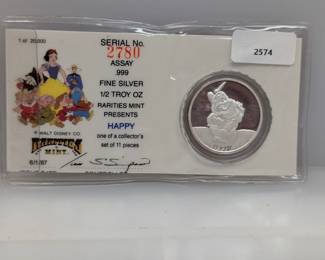 1 of 20,000
SERIAL No.
2780
ASSAY
.999
FINE SILVER
1/2 TROY OZ
RARITIES MINT
PRESENTS
HAPPY
one of a collector's
set of 11 pieces
© WALT DISNEY CO.
RARITIES
MINT
6/1/87
2574
HAPPY